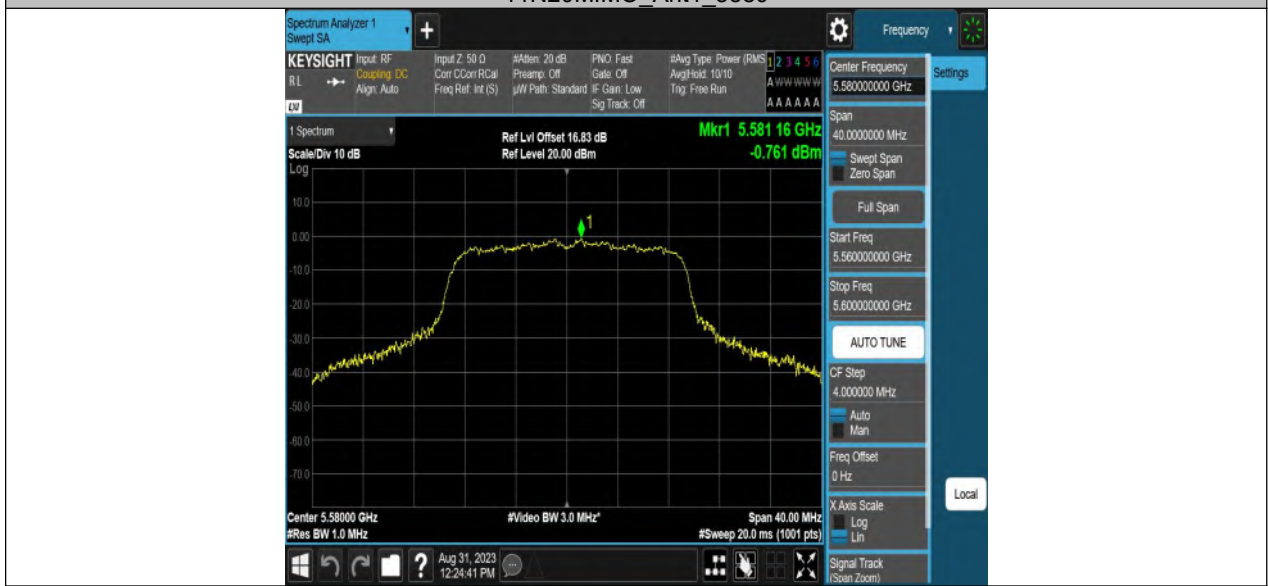 Spectrum Analyzer 1
Swept SA
+
Frequency
KEYSIGHT
RL
LXI
Input: RF
Coupling: DC
Align: Auto
Input Z: 50 Ω
Corr CCorr RCal
Freq Ref: Int (S)
#Atten: 20 dB
Preamp: Off
µW Path: Standard
PNO: Fast
Gate: Off
IF Gain: Low
Sig Track: Off
#Avg Type: Power (RMS
Avg|Hold: 10/10
Trig: Free Run
1 2 3 4 5 6
A W W W W W
A A A A A A
1 Spectrum
Scale/Div 10 dB
Log
Ref Lvl Offset 16.83 dB
Ref Level 20.00 dBm
Mkr1 5.581 16 GHz
-0.761 dBm
1
10.0
0.00
-10.0
-20.0
-30.0
-40.0
-50.0
-60.0
-70.0
Center 5.58000 GHz
#Res BW 1.0 MHz
#Video BW 3.0 MHz*
Span 40.00 MHz
#Sweep 20.0 ms (1001 pts)
Aug 31, 2023
12:24:41 PM
Center Frequency
5.580000000 GHz
Settings
Span
40.0000000 MHz
Swept Span
Zero Span
Full Span
Start Freq
5.560000000 GHz
Stop Freq
5.600000000 GHz
AUTO TUNE
CF Step
4.000000 MHz
Auto
Man
Freq Offset
0 Hz
X Axis Scale
Log
Lin
Local
Signal Track
(Span Zoom)